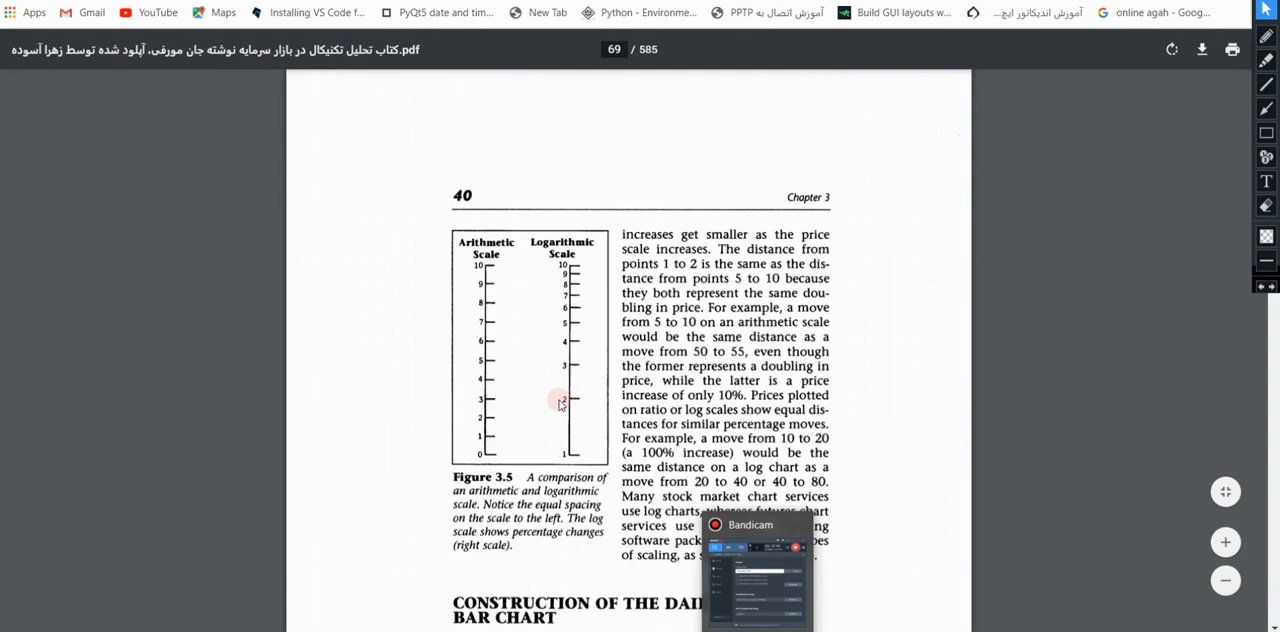 Apps
Gmail
YouTube
Maps
Installing VS Code f...
PyQt5 date and tim...
New Tab
Python - Environme...
آموزش اتصال به PPTP
Build GUI layouts w...
آموزش اندیکاتور ایچ...
online agah - Goog...
کتاب تحلیل تکنیکال در بازار سرمایه نوشته جان مورفی، آپلود شده توسط زهرا آسوده.pdf
69 / 585
40
Chapter 3
Arithmetic Scale
10
9
8
7
6
5
4
3
2
1
0
Logarithmic Scale
10
9
8
7
6
5
4
3
2
1
Figure 3.5 A comparison of
an arithmetic and logarithmic
scale. Notice the equal spacing
on the scale to the left. The log
scale shows percentage changes
(right scale).
increases get smaller as the price
scale increases. The distance from
points 1 to 2 is the same as the dis-
tance from points 5 to 10 because
they both represent the same dou-
bling in price. For example, a move
from 5 to 10 on an arithmetic scale
would be the same distance as a
move from 50 to 55, even though
the former represents a doubling in
price, while the latter is a price
increase of only 10%. Prices plotted
on ratio or log scales show equal dis-
tances for similar percentage moves.
For example, a move from 10 to 20
(a 100% increase) would be the
same distance on a log chart as a
move from 20 to 40 or 40 to 80.
Many stock market chart services
use log charts, whereas futures chart
services use
software pack
of scaling, as
Bandicam
CONSTRUCTION OF THE DAI
BAR CHART